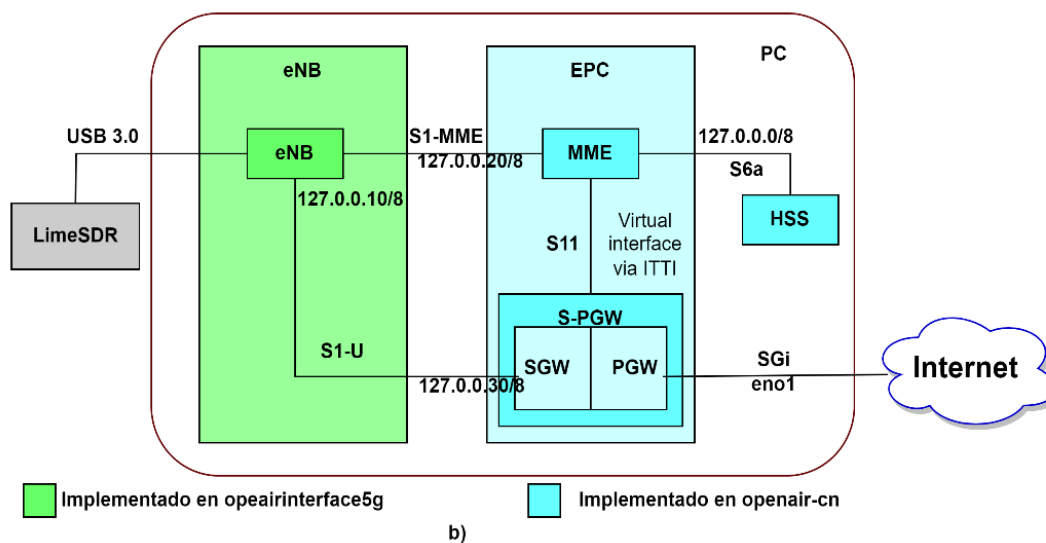 eNB
EPC
PC
USB 3.0
eNB
S1-MME
127.0.0.20/8
MME
127.0.0.0/8
S6a
127.0.0.10/8
HSS
LimeSDR
S11
Virtual
interface
via ITTI
S-PGW
S1-U
127.0.0.30/8
SGW
PGW
SGi
eno1
Internet
Implementado en opeairinterface5g
Implementado en openair-cn
b)